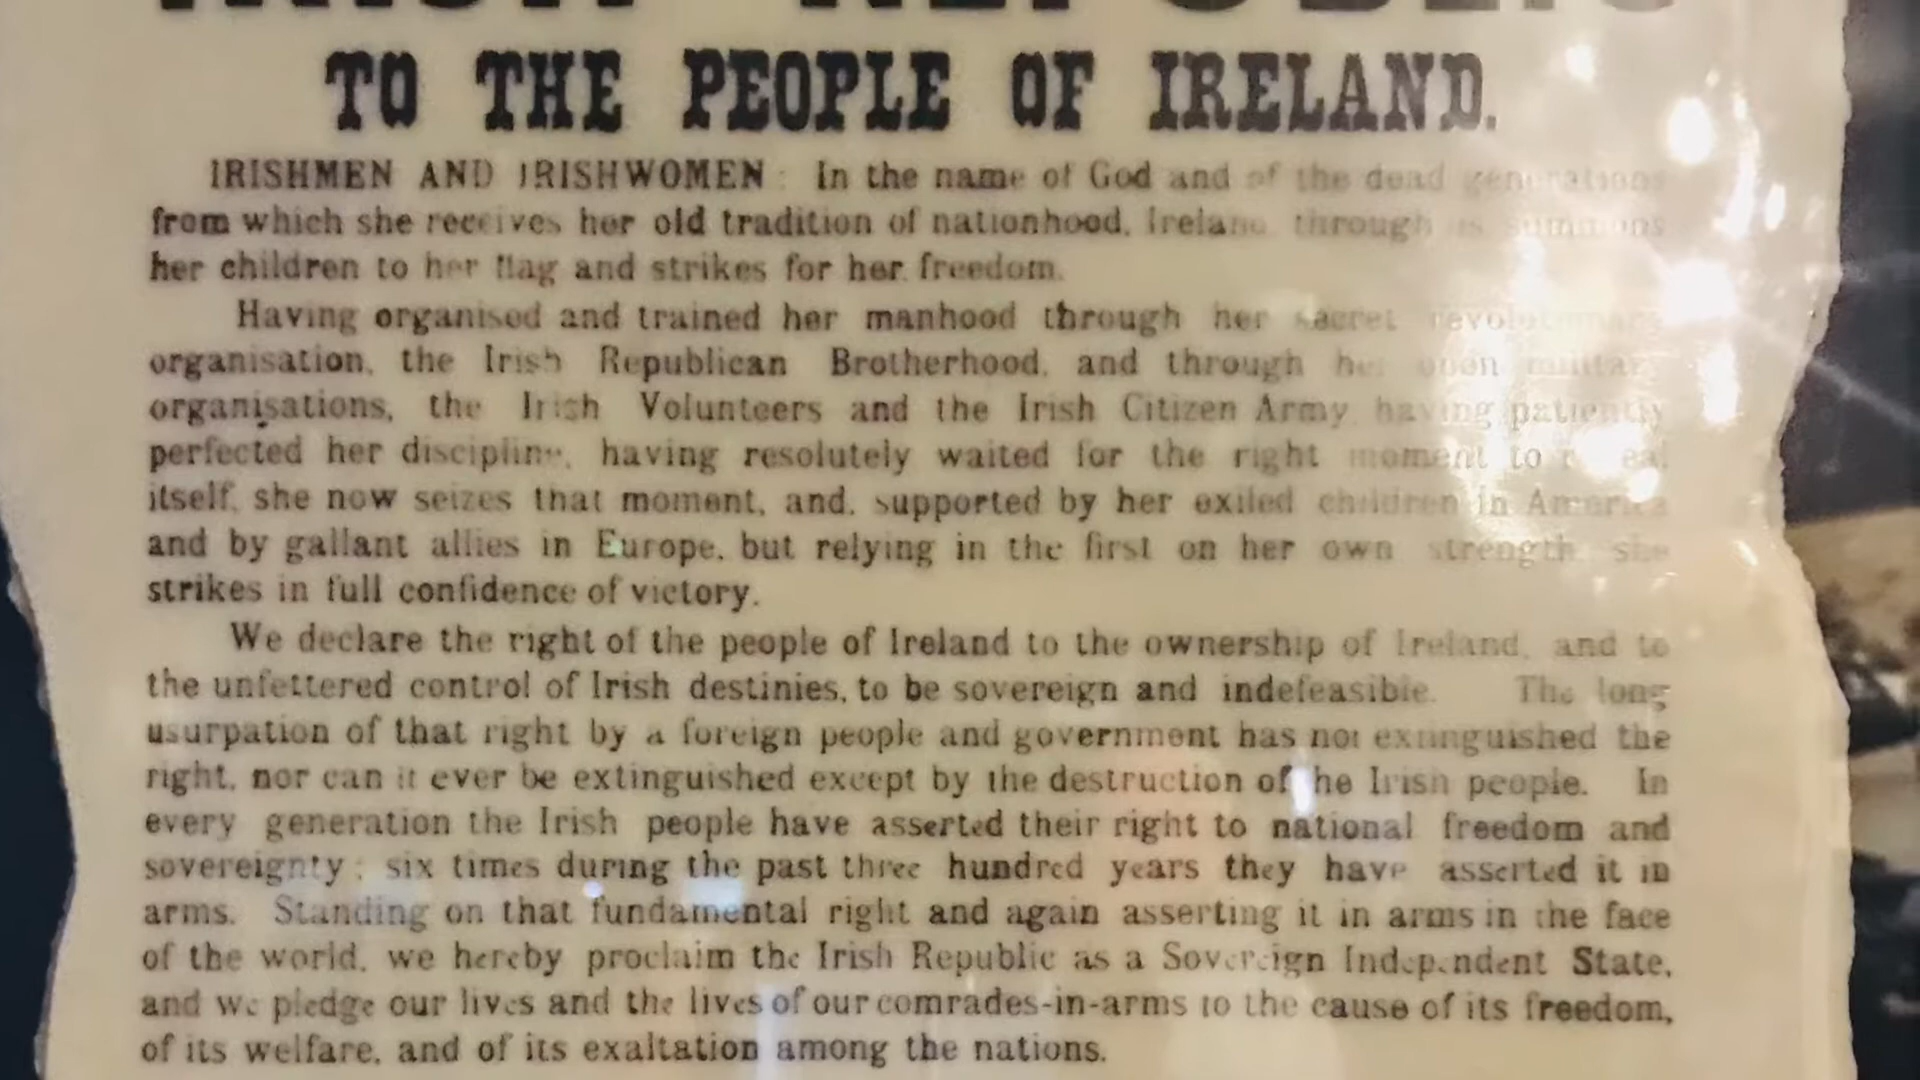 IRISH REPUBLIC
TO THE PEOPLE OF IRELAND.
IRISHMEN AND IRISHWOMEN : In the name of God and of the dead generations
from which she receives her old tradition of nationhood, Ireland, through us summons
her children to her flag and strikes for her freedom.
Having organised and trained her manhood through her secret revolutionary
organisation, the Irish Republican Brotherhood, and through her open military
organisations, the Irish Volunteers and the Irish Citizen Army, having patiently
perfected her discipline, having resolutely waited for the right moment to reveal
itself, she now seizes that moment, and, supported by her exiled children in America
and by gallant allies in Europe, but relying in the first on her own strength, she
strikes in full confidence of victory.
We declare the right of the people of Ireland to the ownership of Ireland, and to
the unfettered control of Irish destinies, to be sovereign and indefeasible. The long
usurpation of that right by a foreign people and government has not extinguished the
right, nor can it ever be extinguished except by the destruction of the Irish people. In
every generation the Irish people have asserted their right to national freedom and
sovereignty ; six times during the past three hundred years they have asserted it in
arms. Standing on that fundamental right and again asserting it in arms in the face
of the world, we hereby proclaim the Irish Republic as a Sovereign Independent State,
and we pledge our lives and the lives of our comrades-in-arms to the cause of its freedom,
of its welfare, and of its exaltation among the nations.